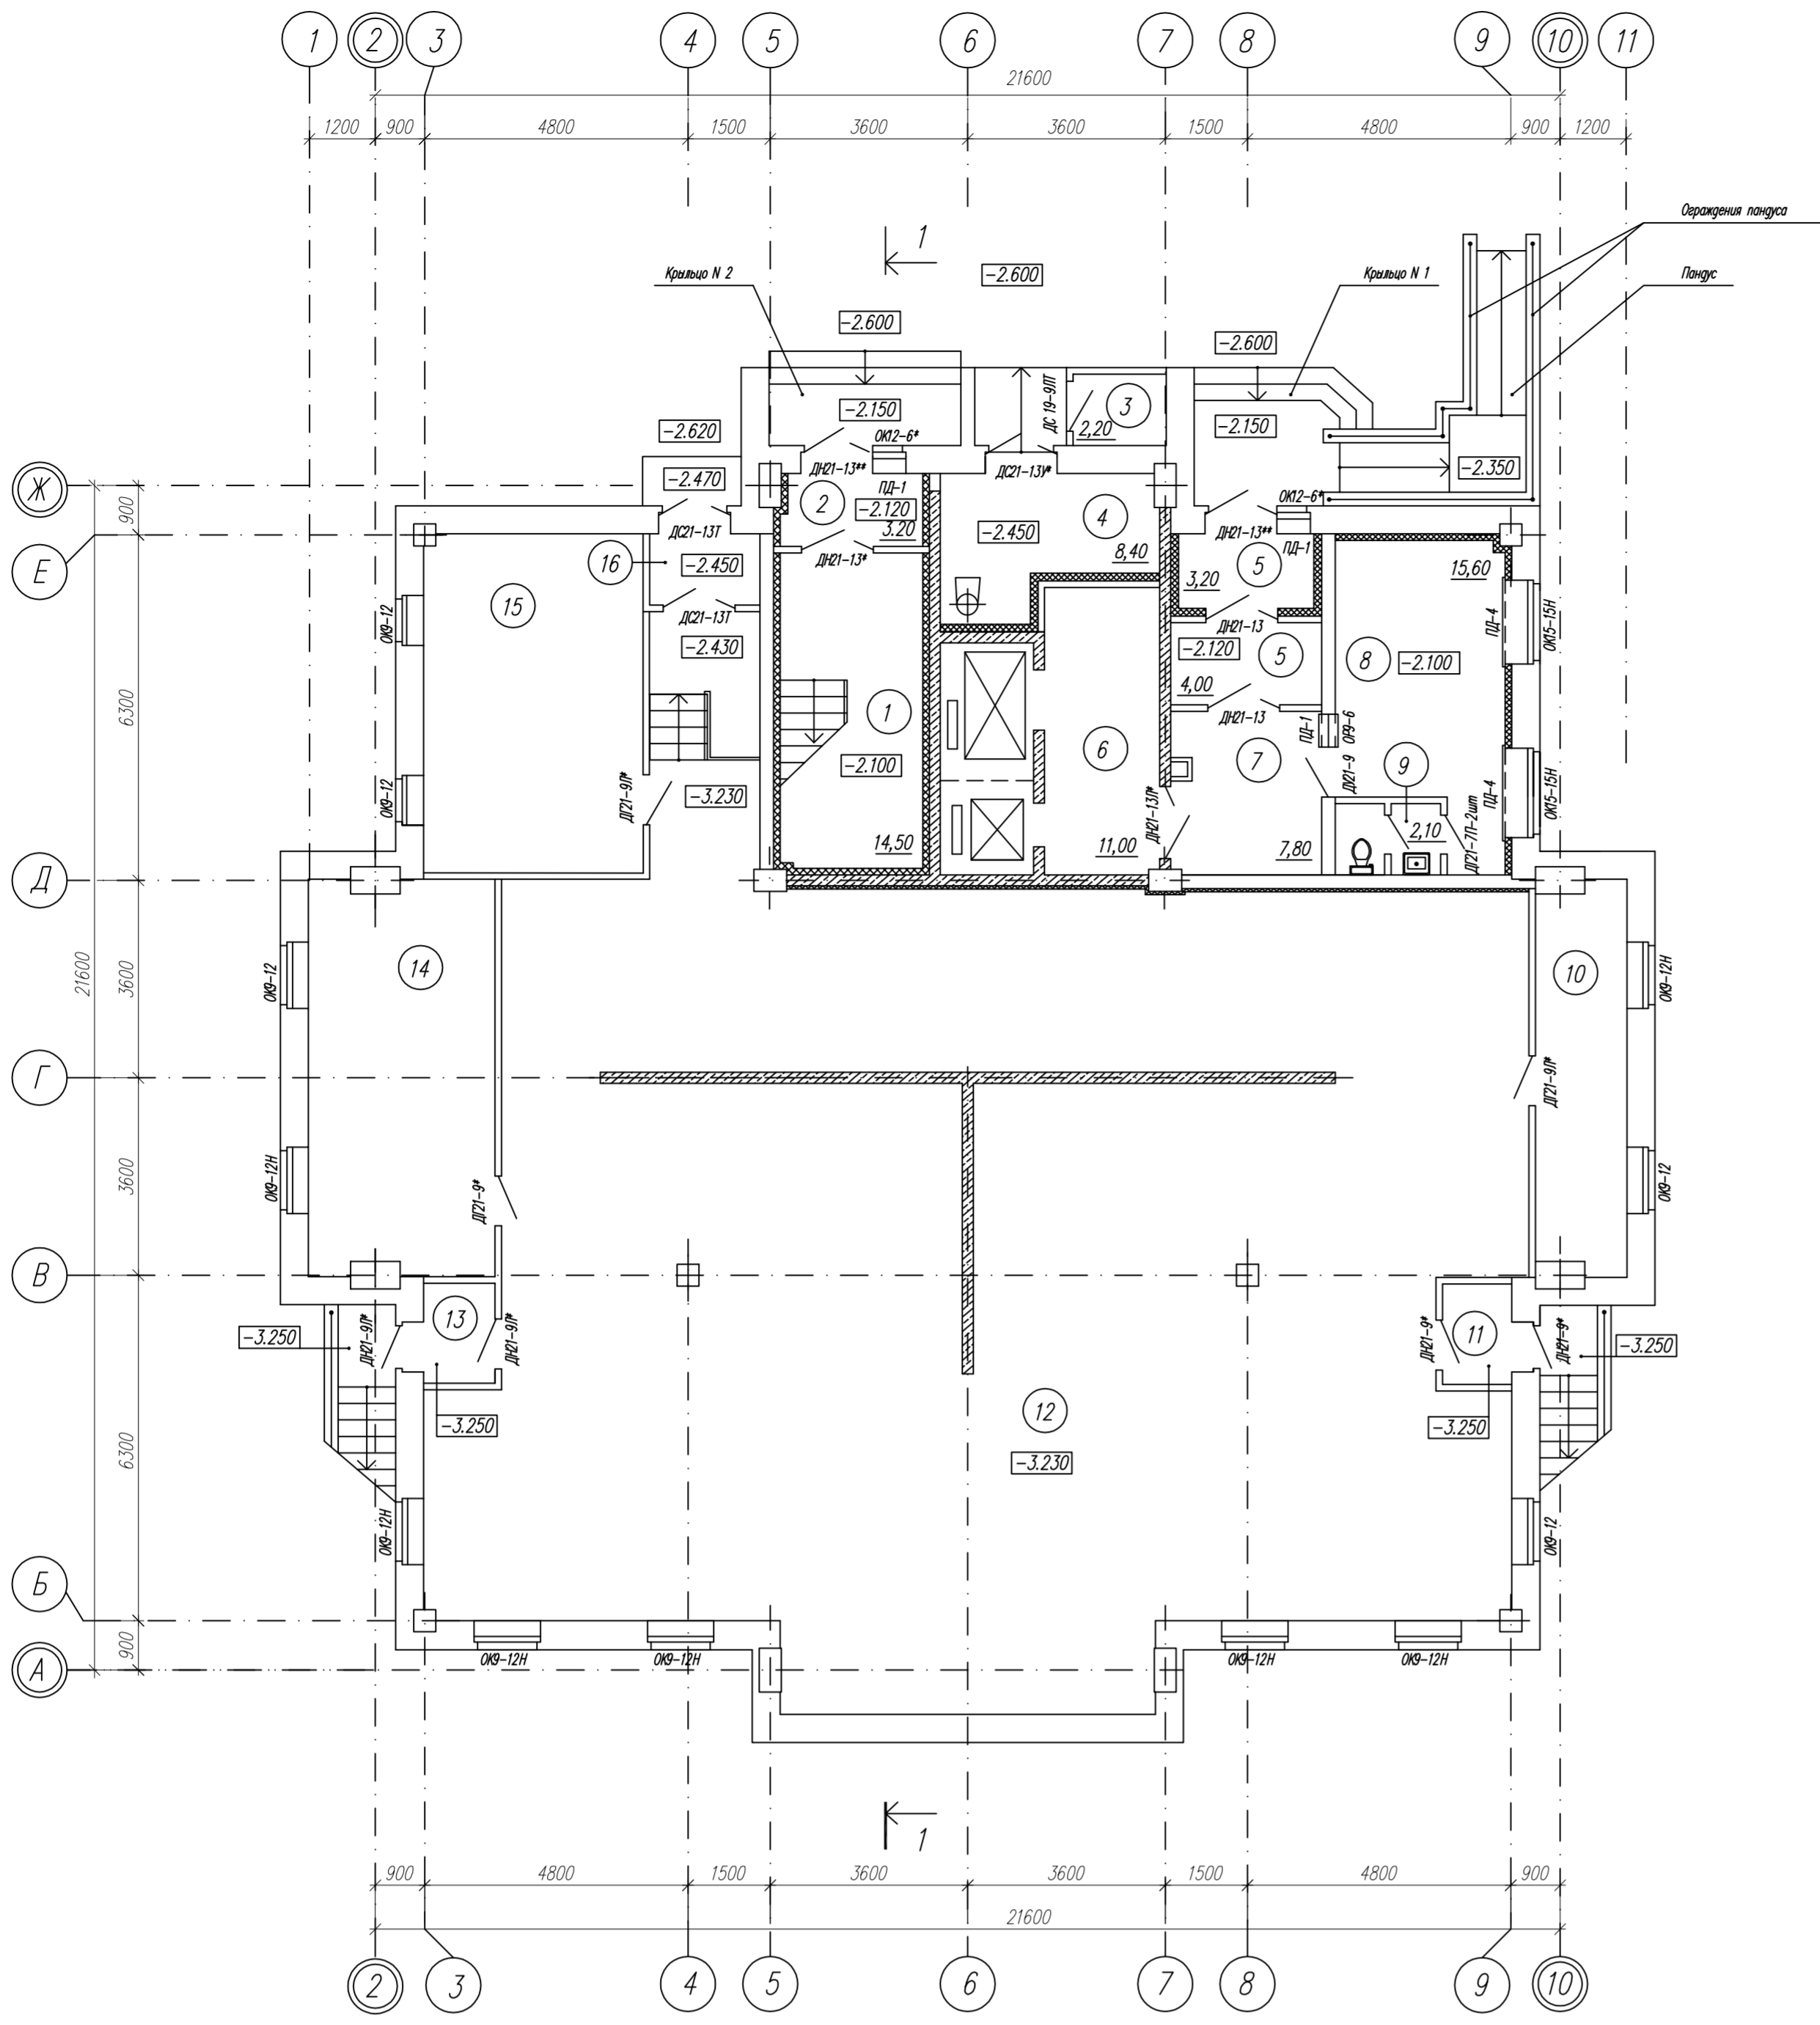 1 2 3 4 5 6 7 8 9 10 11
21600
1200 900 4800 1500 3600 3600 1500 4800 900 1200
Ограждения пандуса
1
Крыльцо N 2
-2.600
Крыльцо N 1
Пандус
-2.600
-2.600
ДС 19-9ЛТ
3
2,20
-2.150
-2.150
-2.620
ОК12-6*
-2.350
Ж
-2.470
ДН21-13**
ДС21-13У*
ОК12-6*
900
ПД-1
2
-2.120
3.20
4
-2.450
8,40
ДС21-13Т
ДН21-13**
ПД-1
Е
16
-2.450
ДН21-13*
5
3,20
15,60
15
ОК9-12
ДС21-13Т
-2.430
ДН21-13
ПД-4
ОК15-15Н
-2.120
5
8
-2.100
6300
1
4,00
ДН21-13
ПД-1
ОР9-6
6
7
-2.100
9
ДУ21-9
ОК9-12
ДГ21-9Л*
-3.230
ДН21-13Л*
ПД-4
ОК15-15Н
14,50
11,00
7,80
2,10
ДГ21-7П-2шт
Д
21600
3600
ОК9-12
14
10
ОК9-12Н
Г
ДГ21-9Л*
3600
ОК9-12Н
ДГ21-9*
ОК9-12
В
13
11
-3.250
ДН21-9Л*
ДН21-9Л*
ДН21-9*
ДН21-9*
-3.250
-3.250
12
-3.250
6300
-3.230
ОК9-12Н
ОК9-12
Б
900
ОК9-12Н
ОК9-12Н
ОК9-12Н
ОК9-12Н
А
1
900 4800 1500 3600 3600 1500 4800 900
21600
2 3 4 5 6 7 8 9 10